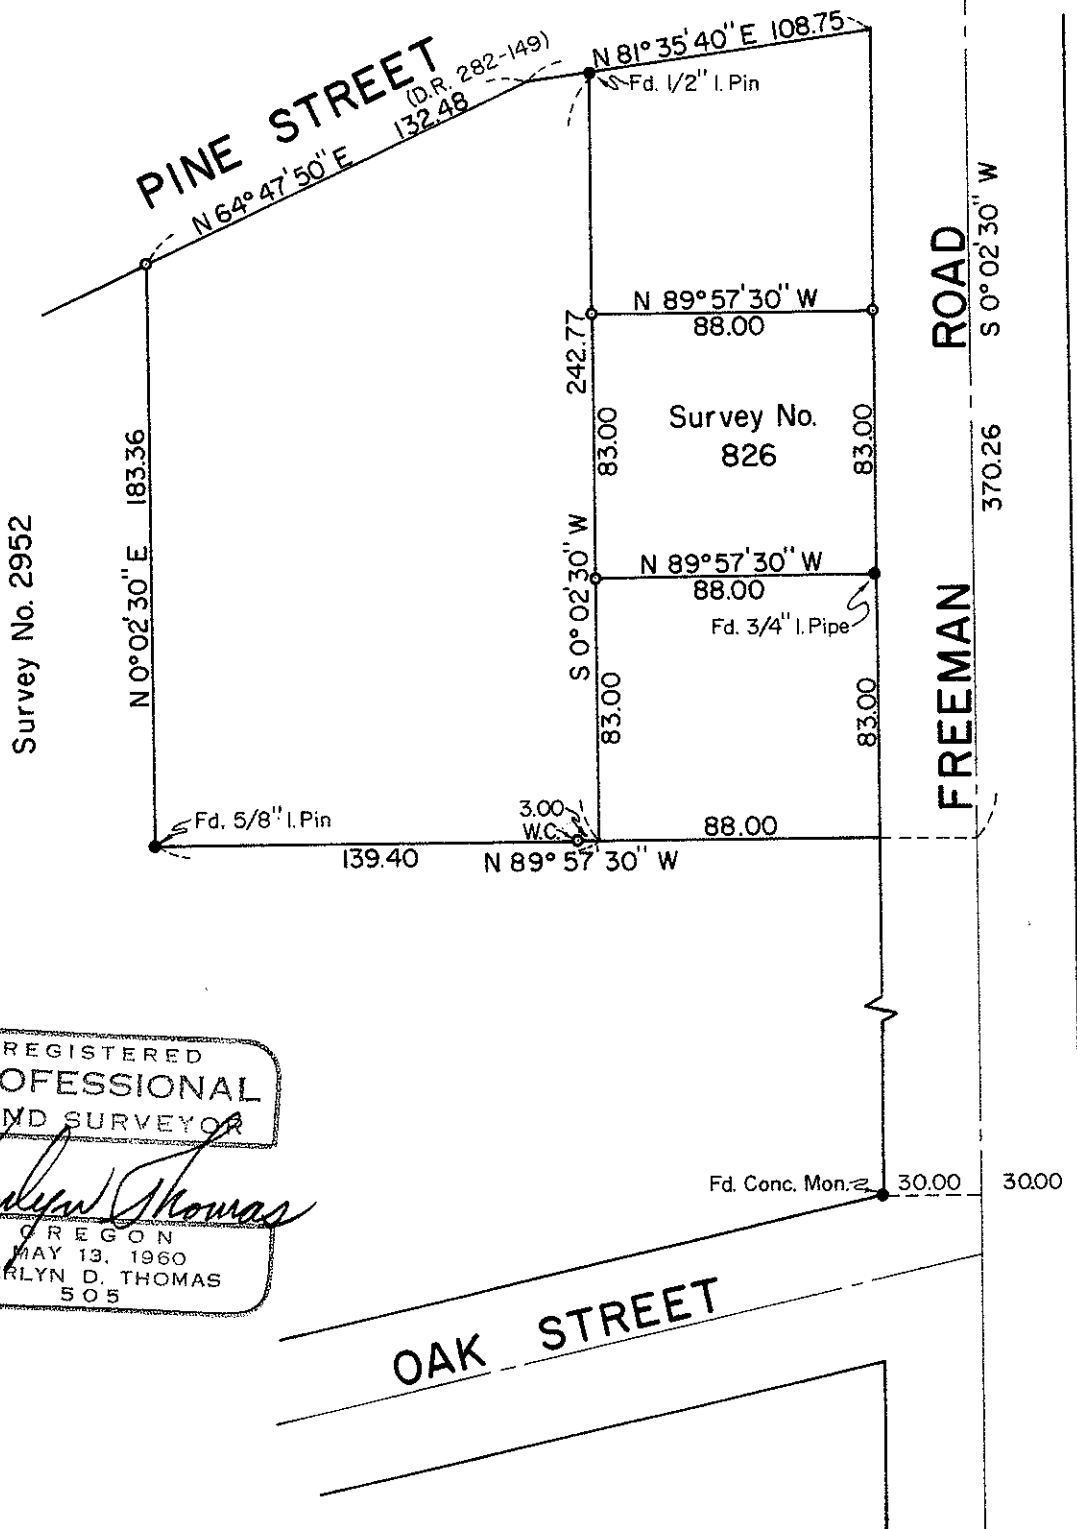 PINE STREET
(D.R. 282-149)
N 64° 47' 50" E 132.48
N 81° 35' 40" E 108.75
Fd. 1/2" I. Pin
N 89° 57' 30" W
88.00
Survey No.
826
242.77
S 0° 02' 30" W
83.00
83.00
N 89° 57' 30" W
88.00
Fd. 3/4" I. Pipe
83.00
83.00
Survey No. 2952
N 0° 02' 30" E 183.36
Fd. 5/8" I. Pin
3.00
W.C.
88.00
139.40
N 89° 57' 30" W
FREEMAN ROAD
S 0° 02' 30" W
370.26
REGISTERED
OFESSIONAL
ND SURVEYOR
Thomas
OREGON
MAY 13, 1960
RLYN D. THOMAS
505
Fd. Conc. Mon.
30.00
30.00
OAK STREET